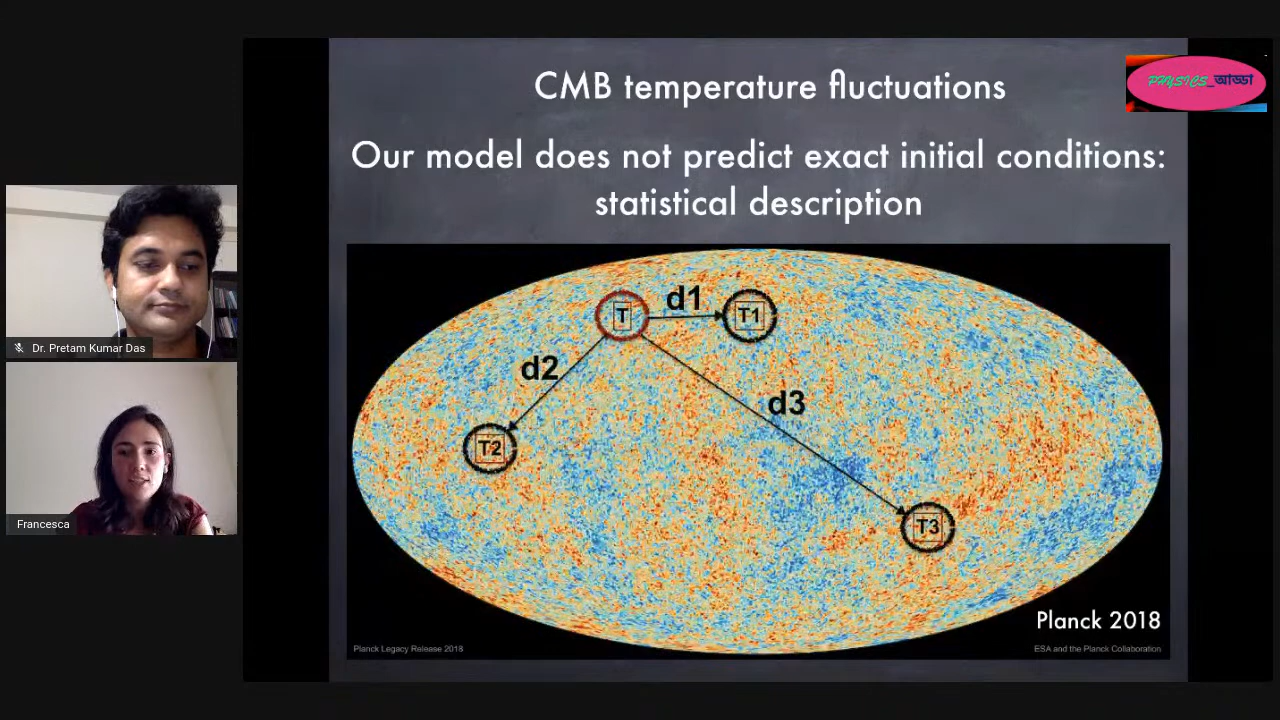 CMB temperature fluctuations
PHYSICS_আড্ডা
Our model does not predict exact initial conditions:
statistical description
T
d1
T1
d2
d3
T2
T3
Planck 2018
Planck Legacy Release 2018
ESA and the Planck Collaboration
Dr. Pretam Kumar Das
Francesca